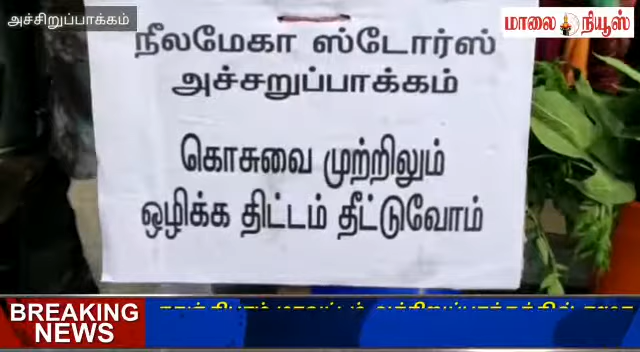 அச்சிறுப்பாக்கம்
மாலை நியூஸ்
நீலமேகா ஸ்டோர்ஸ்
அச்சறுப்பாக்கம்
கொசுவை முற்றிலும்
ஒழிக்க திட்டம் தீட்டுவோம்
BREAKING
NEWS